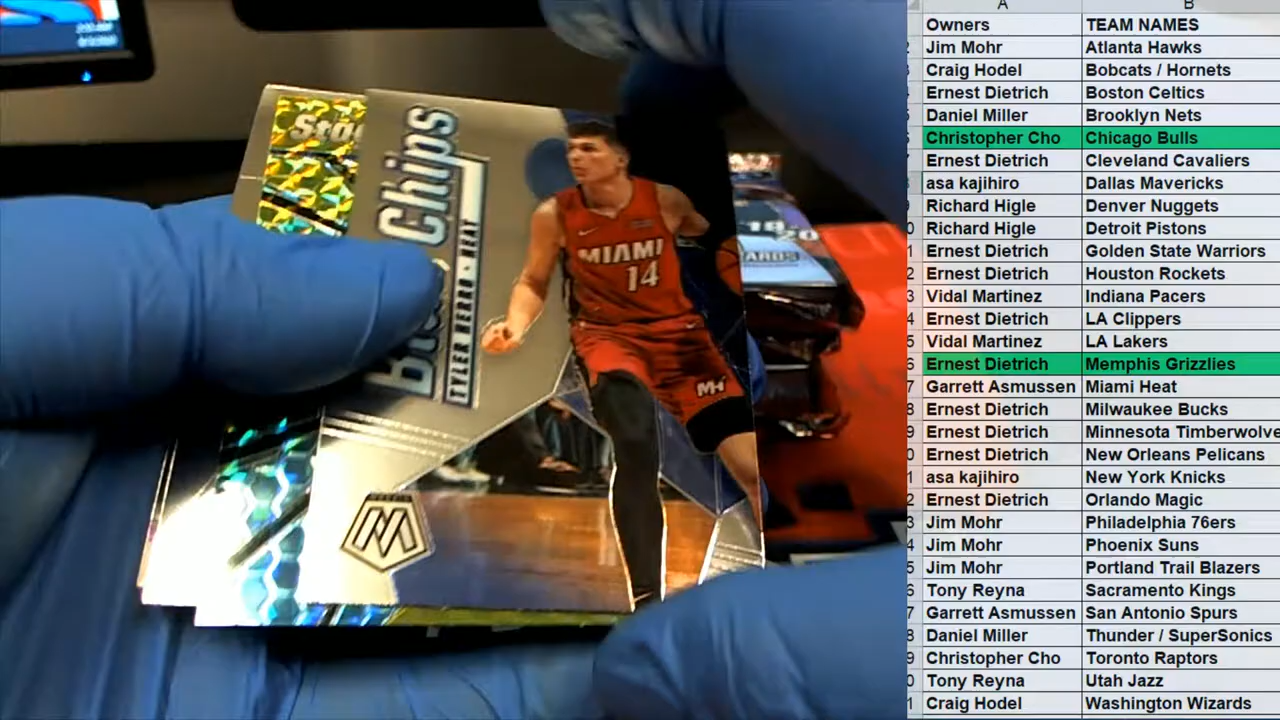 A B
Owners TEAM NAMES
Jim Mohr Atlanta Hawks
Craig Hodel Bobcats / Hornets
Ernest Dietrich Boston Celtics
Daniel Miller Brooklyn Nets
Christopher Cho Chicago Bulls
Ernest Dietrich Cleveland Cavaliers
asa kajihiro Dallas Mavericks
Richard Higle Denver Nuggets
Richard Higle Detroit Pistons
Ernest Dietrich Golden State Warriors
Ernest Dietrich Houston Rockets
Vidal Martinez Indiana Pacers
Ernest Dietrich LA Clippers
Vidal Martinez LA Lakers
Ernest Dietrich Memphis Grizzlies
Garrett Asmussen Miami Heat
Ernest Dietrich Milwaukee Bucks
Ernest Dietrich Minnesota Timberwolve
Ernest Dietrich New Orleans Pelicans
asa kajihiro New York Knicks
Ernest Dietrich Orlando Magic
Jim Mohr Philadelphia 76ers
Jim Mohr Phoenix Suns
Jim Mohr Portland Trail Blazers
Tony Reyna Sacramento Kings
Garrett Asmussen San Antonio Spurs
Daniel Miller Thunder / SuperSonics
Christopher Cho Toronto Raptors
Tony Reyna Utah Jazz
Craig Hodel Washington Wizards
Chips
TYLER HERRO · HEAT
MIAMI
14